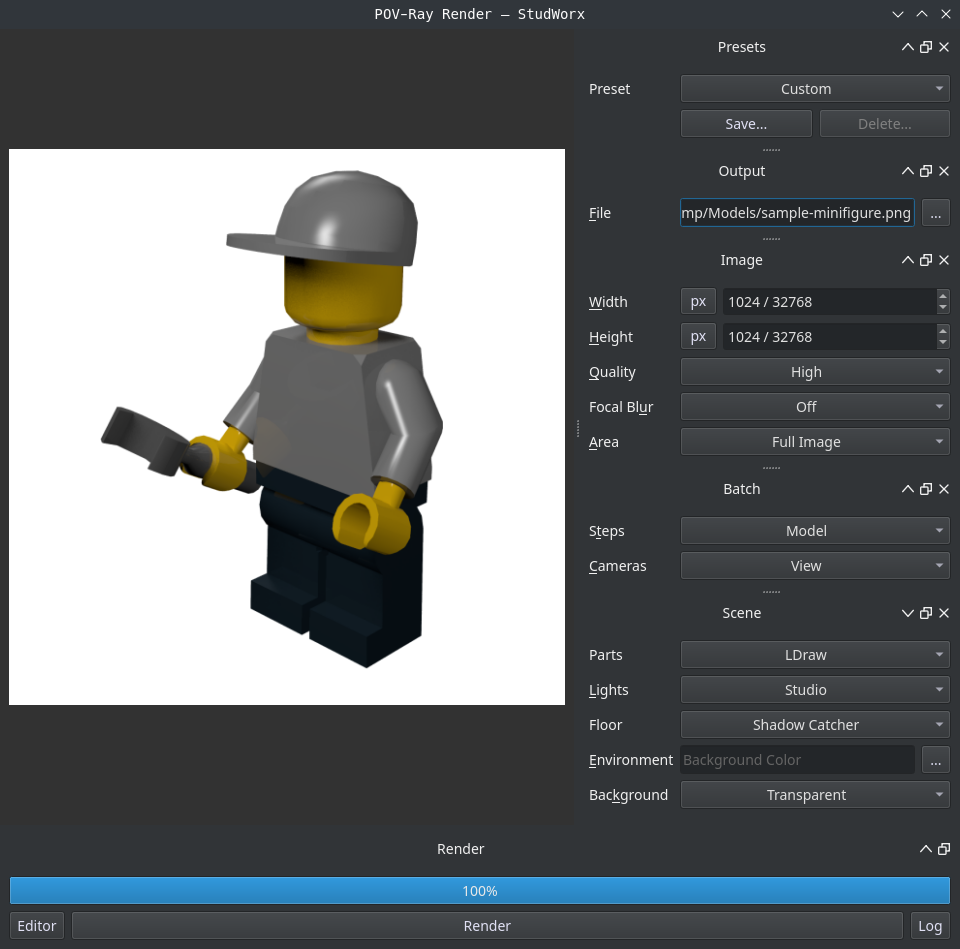 POV-Ray Render — StudWorx
Presets
Preset Custom
Save... Delete...
Output
File mp/Models/sample-minifigure.png ...
Image
Width px 1024 / 32768
Height px 1024 / 32768
Quality High
Focal Blur Off
Area Full Image
Batch
Steps Model
Cameras View
Scene
Parts LDraw
Lights Studio
Floor Shadow Catcher
Environment Background Color ...
Background Transparent
Render
100%
Editor Render Log